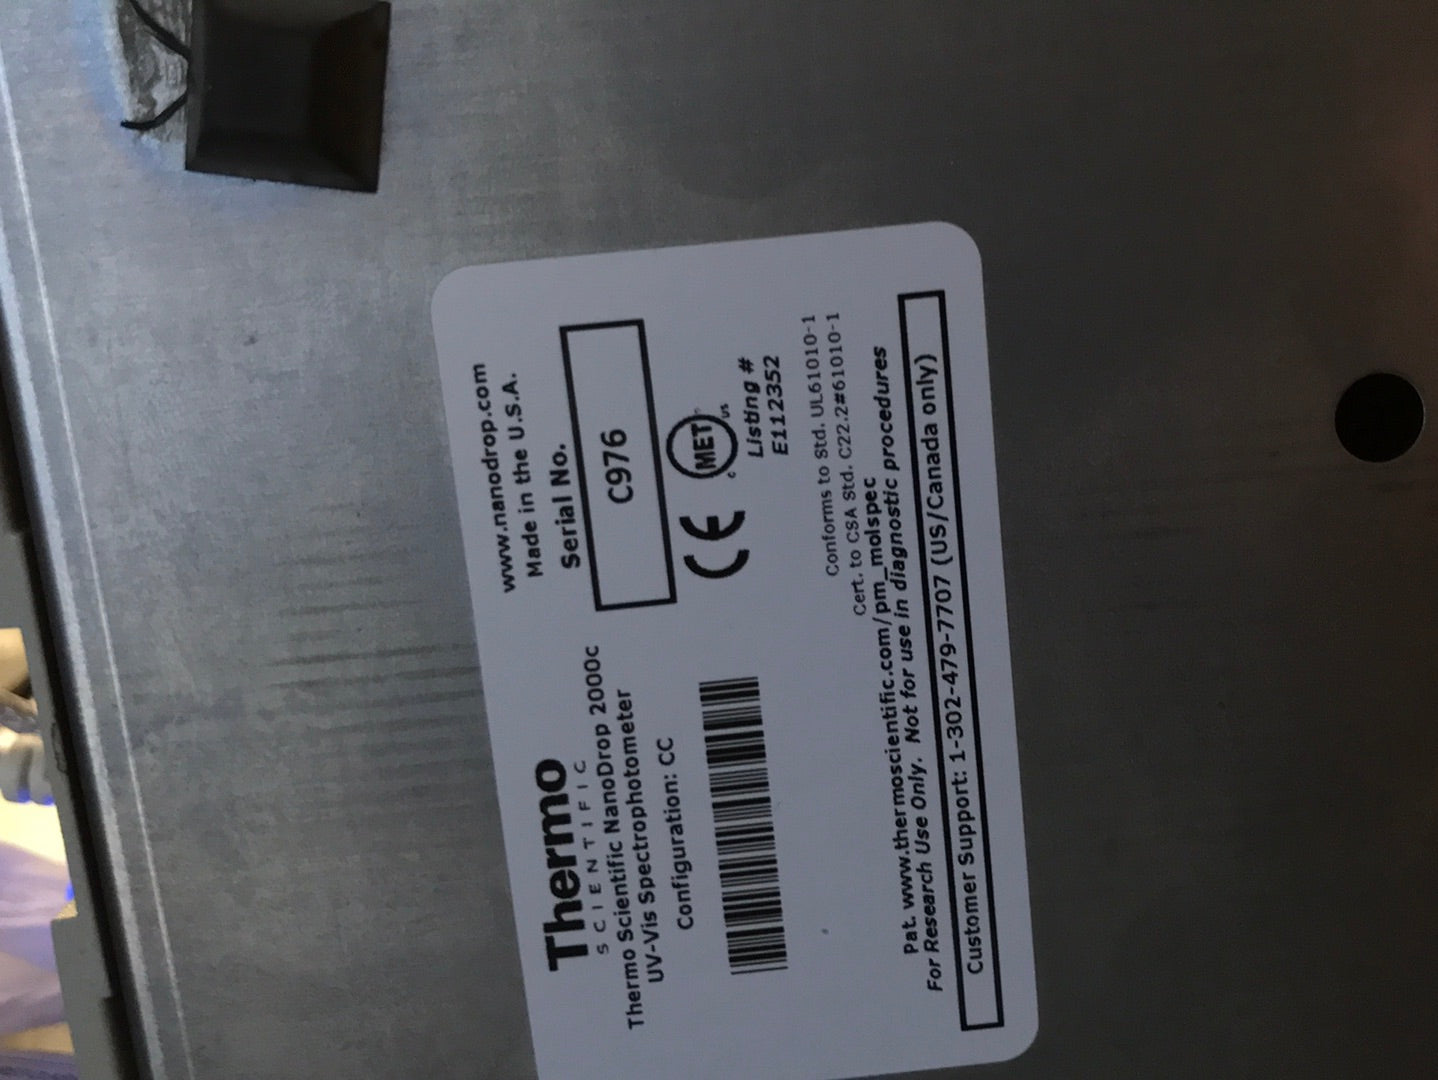 Thermo
SCIENTIFIC
Thermo Scientific NanoDrop 2000c
UV-Vis Spectrophotometer
Configuration: CC
www.nanodrop.com
Made in the U.S.A.
Serial No.
C976
CE
c MET us
Listing #
E112352
Conforms to Std. UL61010-1
Cert. to CSA Std. C22.2#61010-1
Pat. www.thermoscientific.com/pm_molspec
For Research Use Only. Not for use in diagnostic procedures
Customer Support: 1-302-479-7707 (US/Canada only)